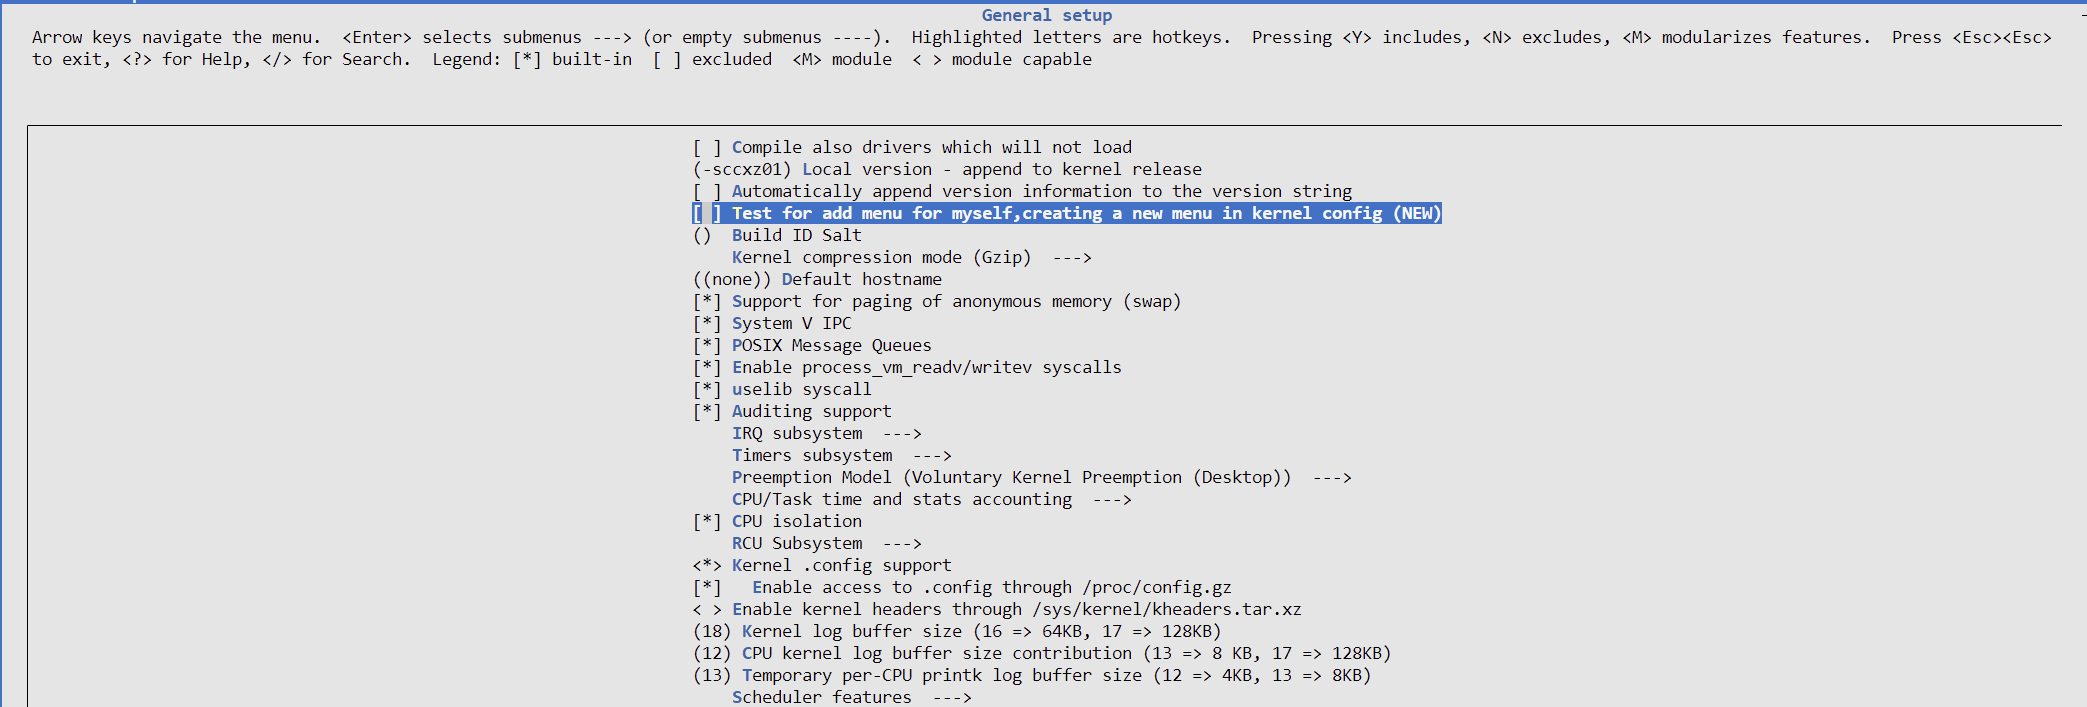 General setup
Arrow keys navigate the menu.  <Enter> selects submenus ---> (or empty submenus ----).  Highlighted letters are hotkeys.  Pressing <Y> includes, <N> excludes, <M> modularizes features.  Press <Esc><Esc>
to exit, <?> for Help, </> for Search.  Legend: [*] built-in  [ ] excluded  <M> module  < > module capable
[ ] Compile also drivers which will not load
(-sccxz01) Local version - append to kernel release
[ ] Automatically append version information to the version string
[ ] Test for add menu for myself,creating a new menu in kernel config (NEW)
()  Build ID Salt
    Kernel compression mode (Gzip)  --->
((none)) Default hostname
[*] Support for paging of anonymous memory (swap)
[*] System V IPC
[*] POSIX Message Queues
[*] Enable process_vm_readv/writev syscalls
[*] uselib syscall
[*] Auditing support
    IRQ subsystem  --->
    Timers subsystem  --->
    Preemption Model (Voluntary Kernel Preemption (Desktop))  --->
    CPU/Task time and stats accounting  --->
[*] CPU isolation
    RCU Subsystem  --->
<*> Kernel .config support
[*]   Enable access to .config through /proc/config.gz
< > Enable kernel headers through /sys/kernel/kheaders.tar.xz
(18) Kernel log buffer size (16 => 64KB, 17 => 128KB)
(12) CPU kernel log buffer size contribution (13 => 8 KB, 17 => 128KB)
(13) Temporary per-CPU printk log buffer size (12 => 4KB, 13 => 8KB)
    Scheduler features  --->